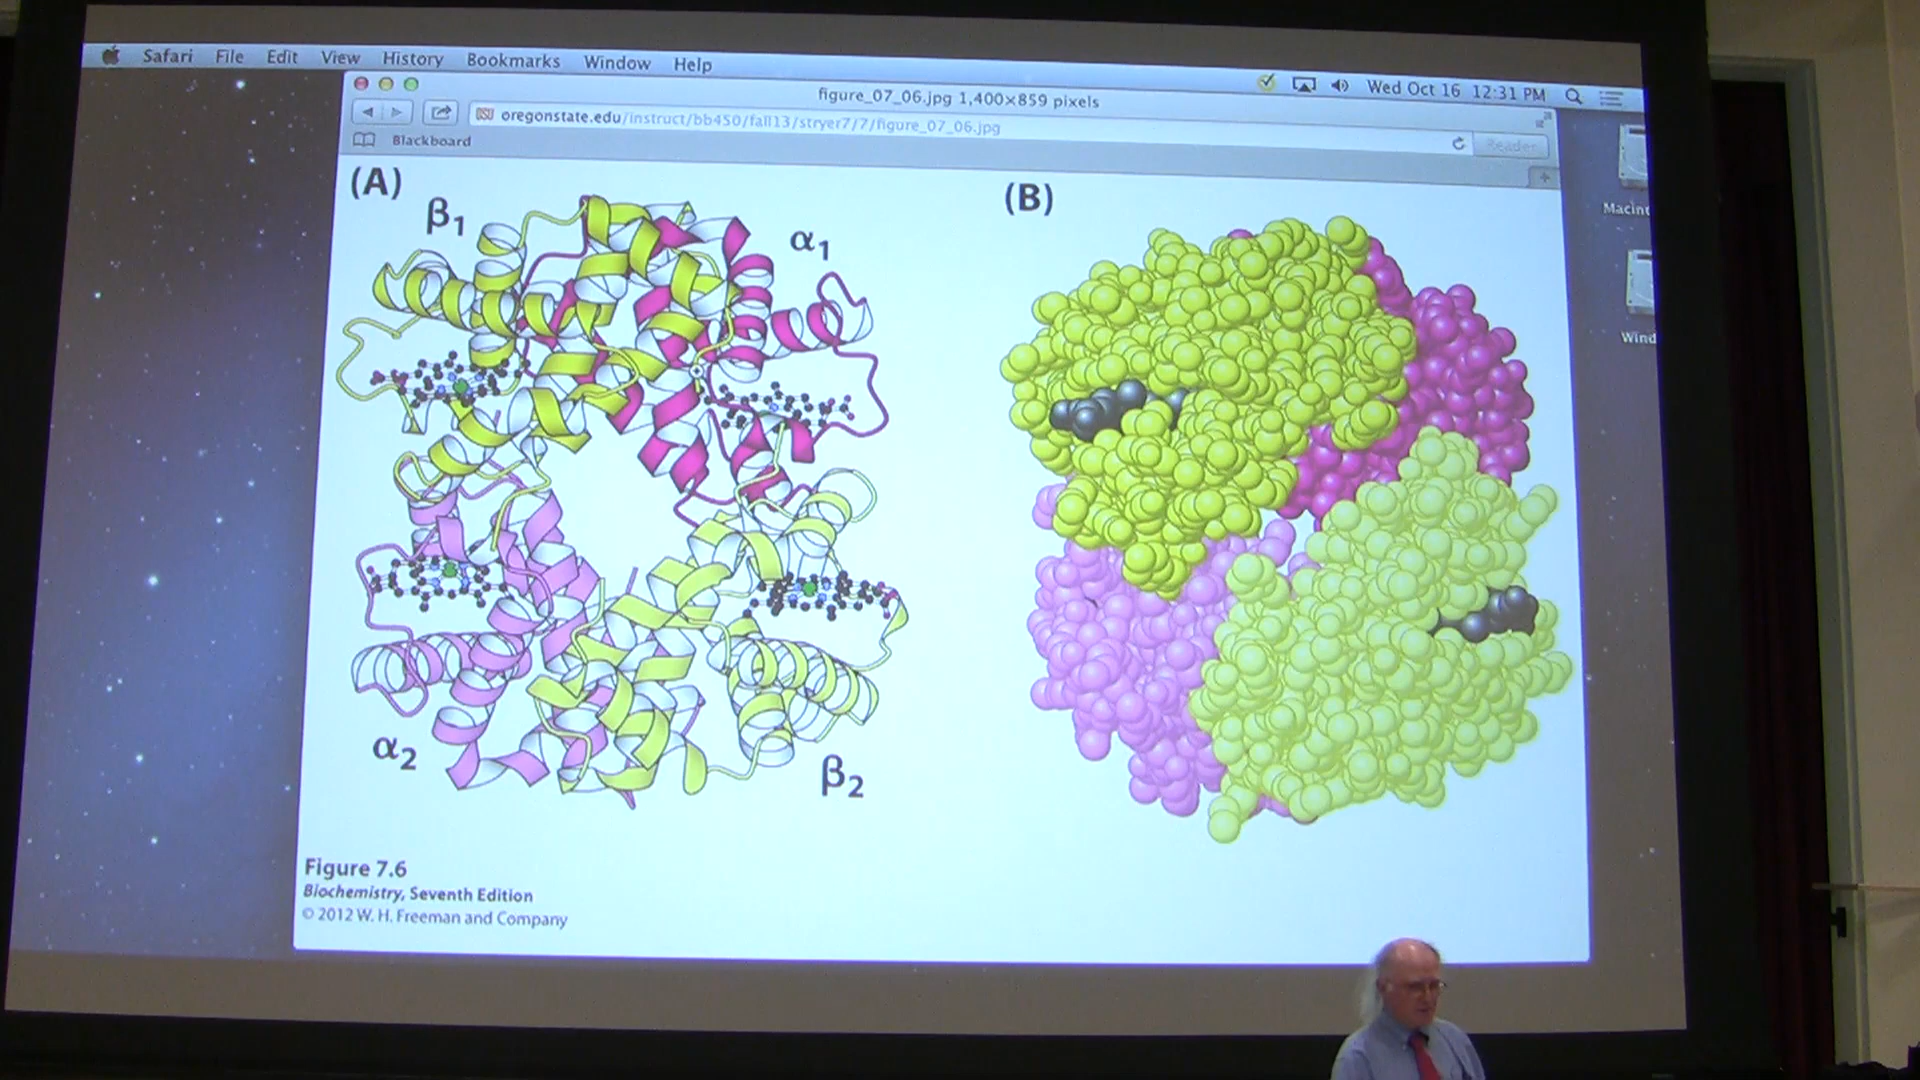 Safari File Edit View History Bookmarks Window Help
Wed Oct 16 12:31 PM
figure_07_06.jpg 1,400×859 pixels
oregonstate.edu/instruct/bb450/fall13/stryer7/7/figure_07_06.jpg
Reader
Blackboard
Macint
Wind
(A)
(B)
β1
α1
α2
β2
Figure 7.6
Biochemistry, Seventh Edition
© 2012 W. H. Freeman and Company